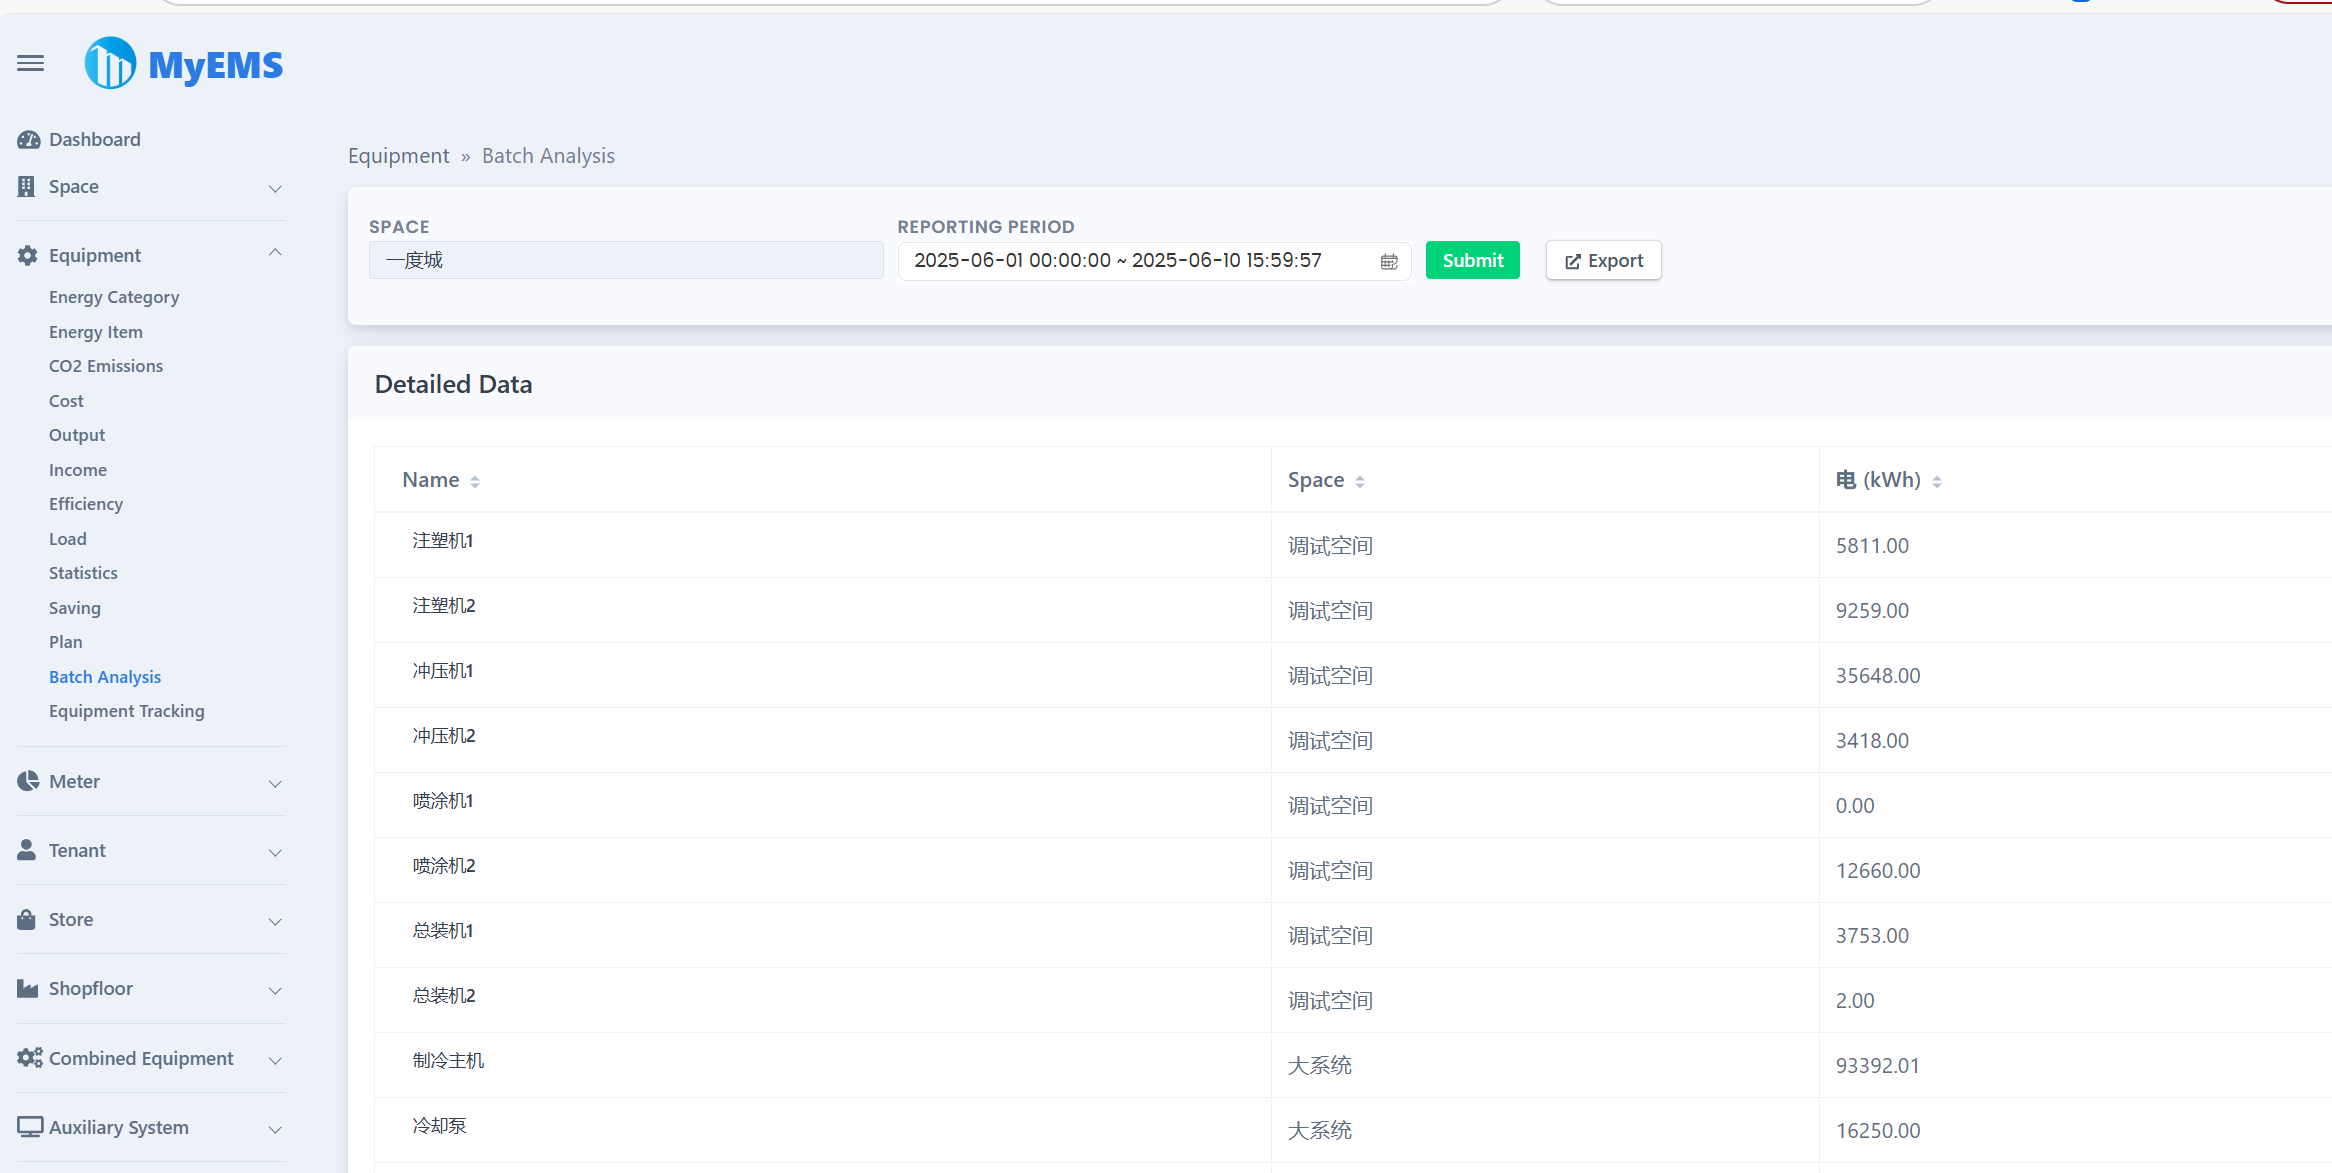 MyEMS
Dashboard
Space
Equipment
Energy Category
Energy Item
CO2 Emissions
Cost
Output
Income
Efficiency
Load
Statistics
Saving
Plan
Batch Analysis
Equipment Tracking
Meter
Tenant
Store
Shopfloor
Combined Equipment
Auxiliary System
Equipment » Batch Analysis
SPACE
一度城
REPORTING PERIOD
2025-06-01 00:00:00 ~ 2025-06-10 15:59:57
Submit
Export
Detailed Data
Name Space 电 (kWh)
注塑机1 调试空间 5811.00
注塑机2 调试空间 9259.00
冲压机1 调试空间 35648.00
冲压机2 调试空间 3418.00
喷涂机1 调试空间 0.00
喷涂机2 调试空间 12660.00
总装机1 调试空间 3753.00
总装机2 调试空间 2.00
制冷主机 大系统 93392.01
冷却泵 大系统 16250.00